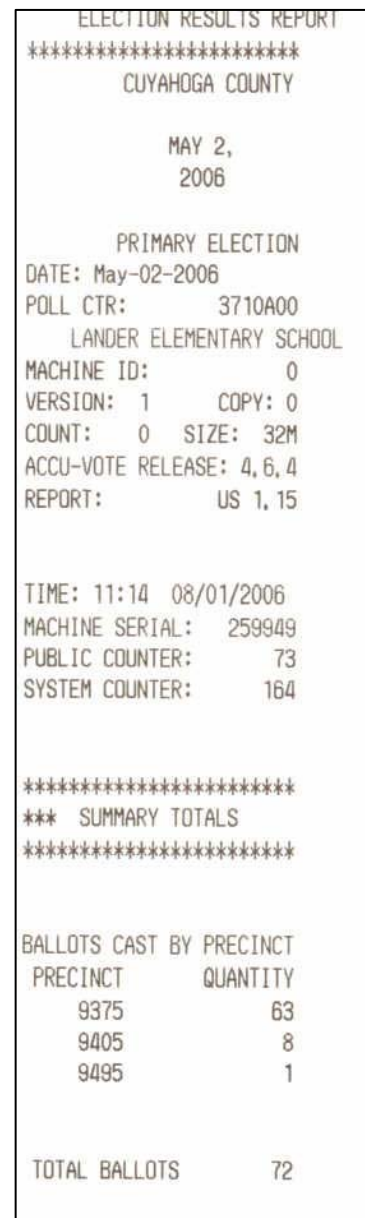 ELECTION RESULTS REPORT
************************
CUYAHOGA COUNTY
MAY 2,
2006
PRIMARY ELECTION
DATE: May-02-2006
POLL CTR: 3710A00
LANDER ELEMENTARY SCHOOL
MACHINE ID: 0
VERSION: 1 COPY: 0
COUNT: 0 SIZE: 32M
ACCU-VOTE RELEASE: 4.6.4
REPORT: US 1.15
TIME: 11:14 08/01/2006
MACHINE SERIAL: 259949
PUBLIC COUNTER: 73
SYSTEM COUNTER: 164
************************
*** SUMMARY TOTALS
************************
BALLOTS CAST BY PRECINCT
PRECINCT QUANTITY
9375 63
9405 8
9495 1
TOTAL BALLOTS 72